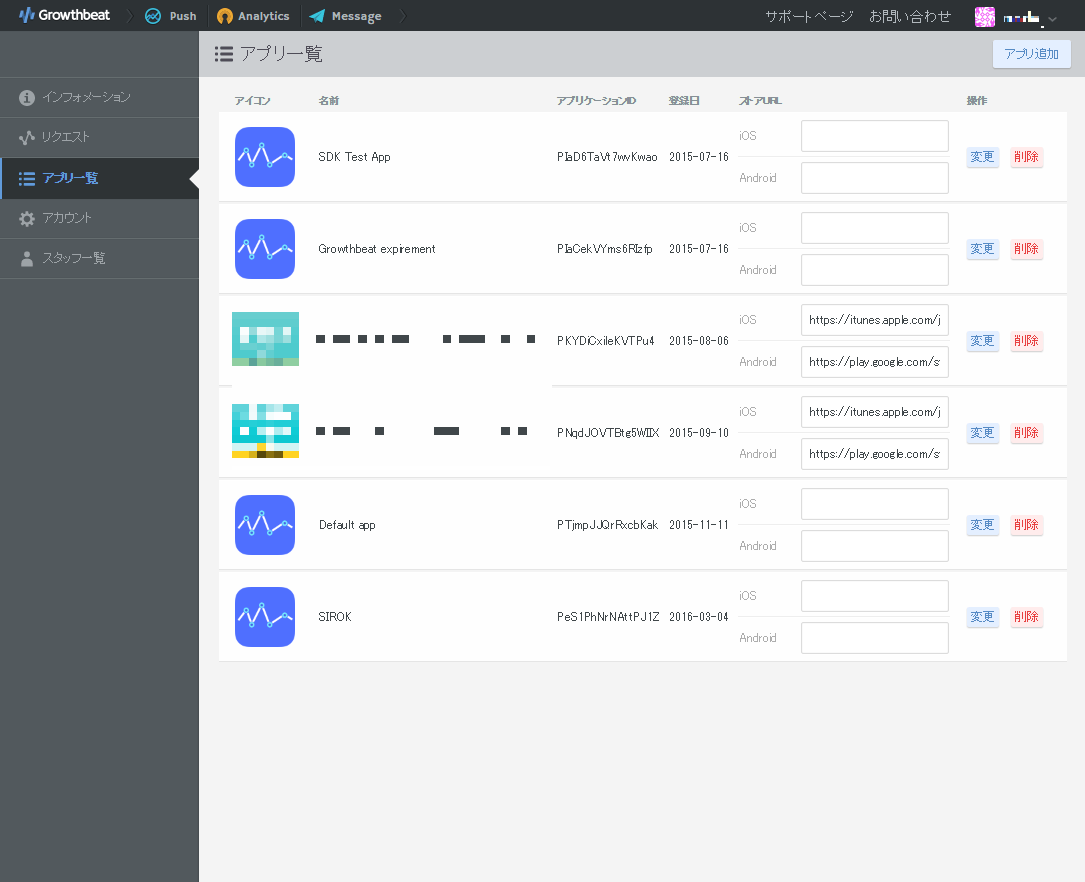 Growthbeat Push Analytics Message サポートページ お問い合わせ
アプリ一覧 アプリ追加
インフォメーション
リクエスト
アプリ一覧
アカウント
スタッフ一覧
アイコン 名前 アプリケーションID 登録日 ストアURL 操作
iOS
SDK Test App PIaD6TaVt7wvKwao 2015-07-16 変更 削除
Android
iOS
Growthbeat expirement PIaCekVYms6RIzfp 2015-07-16 変更 削除
Android
iOS https://itunes.apple.com/j
PKYDiCxileKVTPu4 2015-08-06 変更 削除
Android https://play.google.com/s
iOS https://itunes.apple.com/j
PNqdJOVTBtg5WIIX 2015-09-10 変更 削除
Android https://play.google.com/s
iOS
Default app PTjmpJJQrRxcbKak 2015-11-11 変更 削除
Android
iOS
SIROK PeS1PhNrNAttPJ1Z 2016-03-04 変更 削除
Android